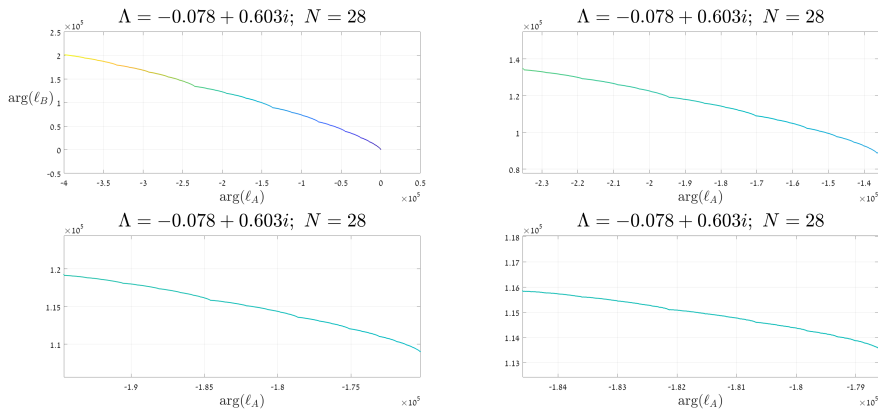 Λ = −0.078 + 0.603i; N = 28
×10⁵
2.5
2
1.5
1
0.5
0
-0.5
arg(ℓ_B)
-4 -3.5 -3 -2.5 -2 -1.5 -1 -0.5 0 0.5
arg(ℓ_A)
×10⁵
Λ = −0.078 + 0.603i; N = 28
×10⁵
1.4
1.2
1
0.8
-2.3 -2.2 -2.1 -2 -1.9 -1.8 -1.7 -1.6 -1.5 -1.4
arg(ℓ_A)
×10⁵
Λ = −0.078 + 0.603i; N = 28
×10⁵
1.2
1.1
-1.9 -1.85 -1.8 -1.75
arg(ℓ_A)
×10⁵
Λ = −0.078 + 0.603i; N = 28
×10⁵
1.18
1.17
1.16
1.15
1.14
1.13
-1.84 -1.83 -1.82 -1.81 -1.8 -1.79
arg(ℓ_A)
×10⁵